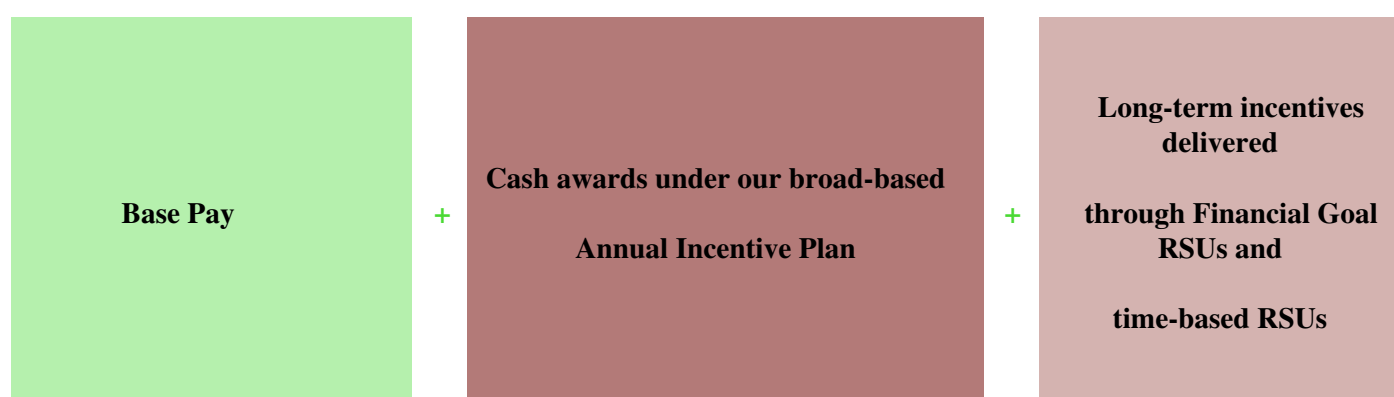 Base Pay
+
Cash awards under our broad-based
Annual Incentive Plan
+
Long-term incentives
delivered
through Financial Goal
RSUs and
time-based RSUs